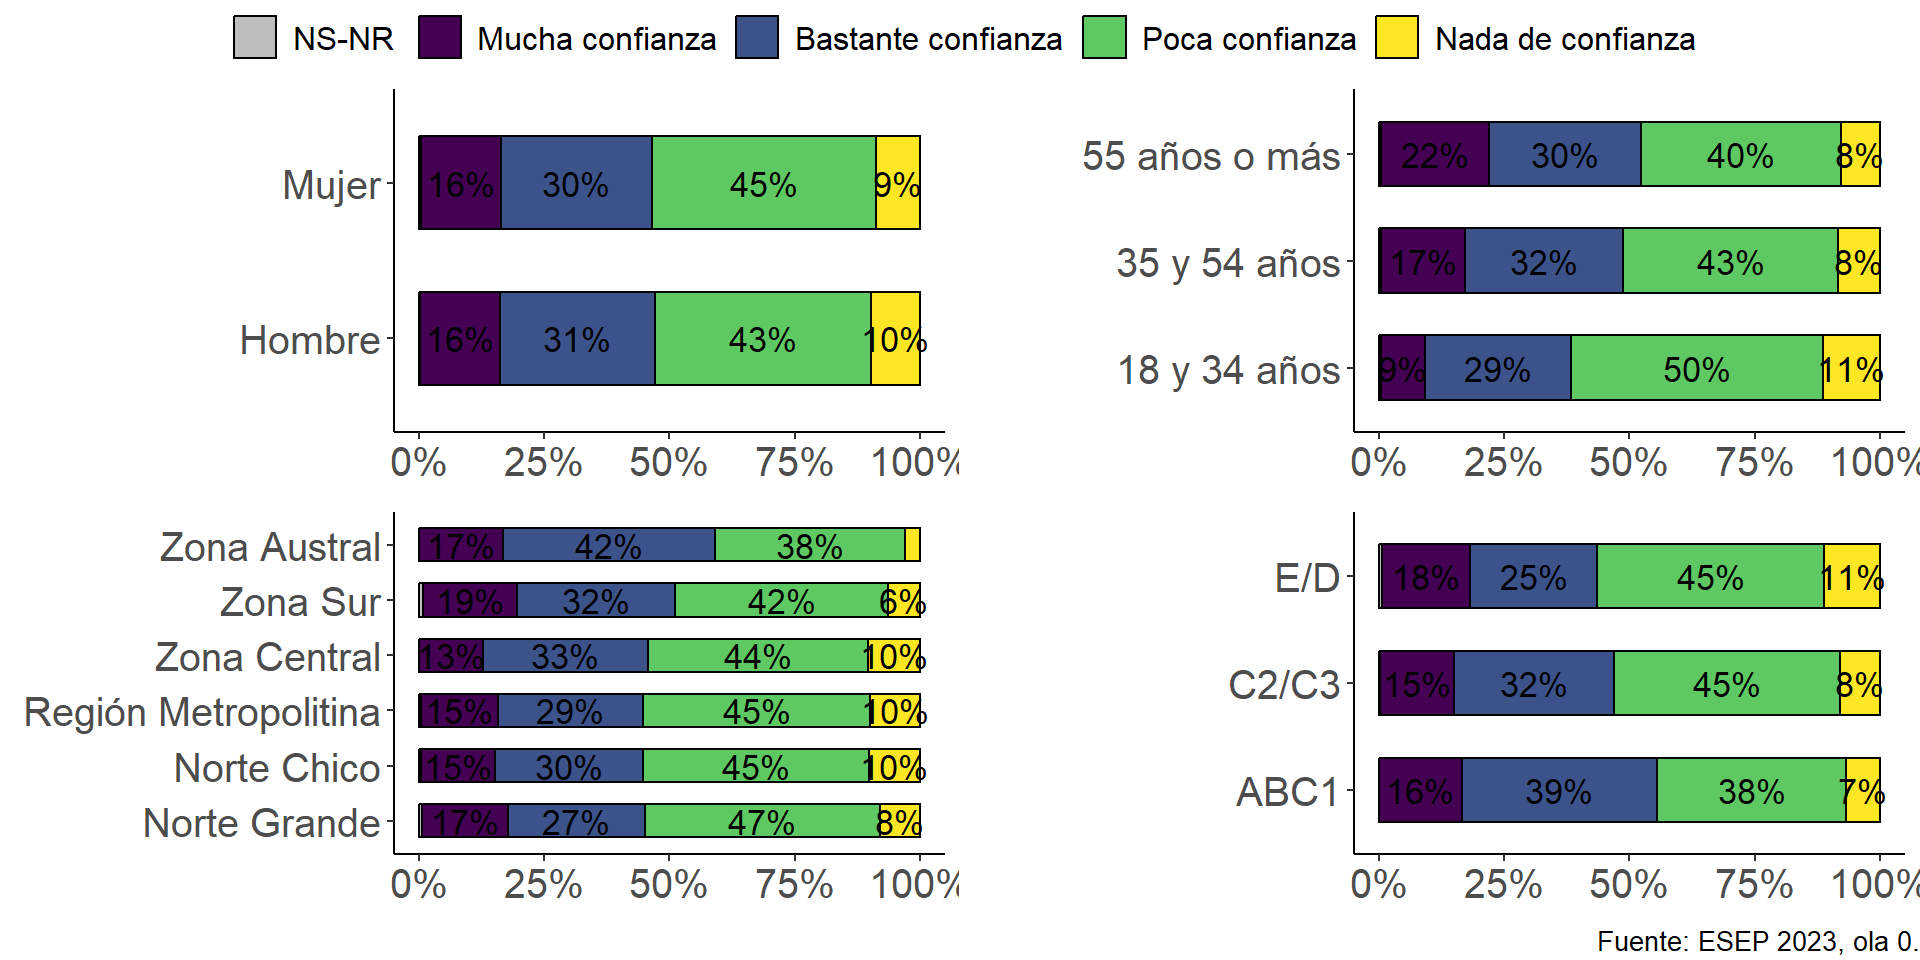 NS-NR Mucha confianza Bastante confianza Poca confianza Nada de confianza
Mujer 16% 30% 45% 9%
Hombre 16% 31% 43% 10%
0% 25% 50% 75% 100%
55 años o más 22% 30% 40% 8%
35 y 54 años 17% 32% 43% 8%
18 y 34 años 9% 29% 50% 11%
0% 25% 50% 75% 100%
Zona Austral 17% 42% 38%
Zona Sur 19% 32% 42% 6%
Zona Central 13% 33% 44% 10%
Región Metropolitina 15% 29% 45% 10%
Norte Chico 15% 30% 45% 10%
Norte Grande 17% 27% 47% 8%
0% 25% 50% 75% 100%
E/D 18% 25% 45% 11%
C2/C3 15% 32% 45% 8%
ABC1 16% 39% 38% 7%
0% 25% 50% 75% 100%
Fuente: ESEP 2023, ola 0.